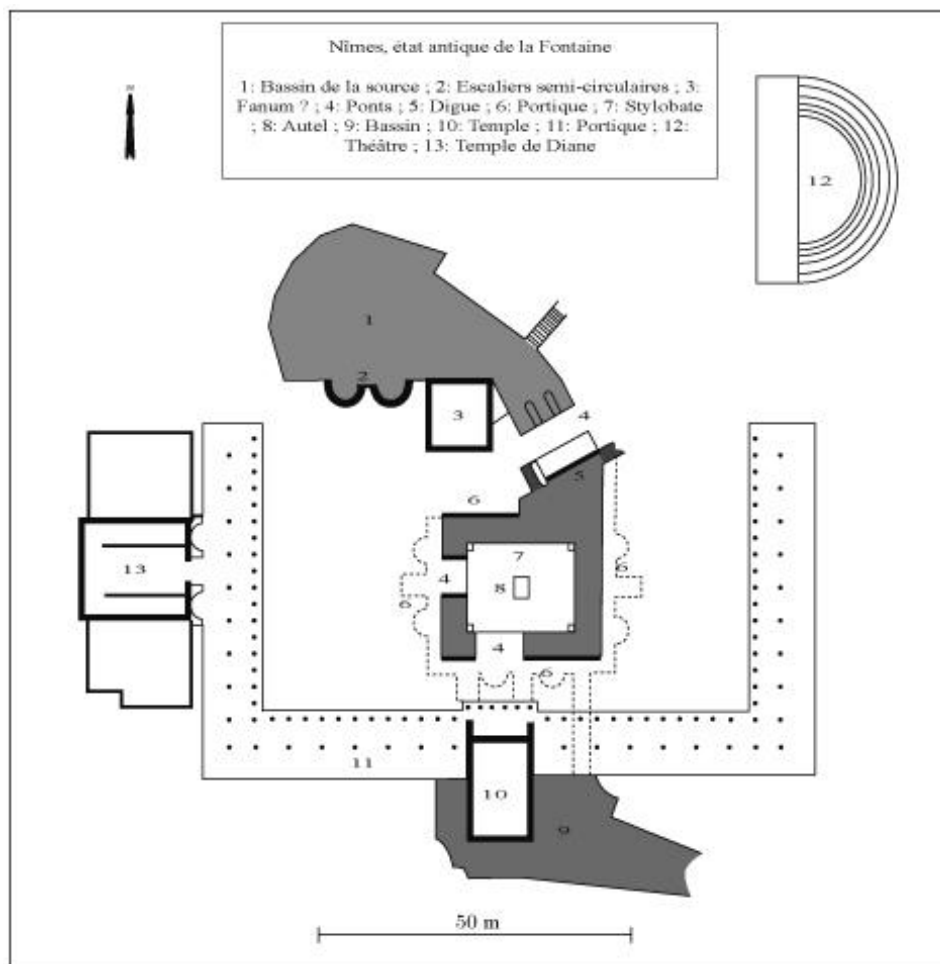 Nîmes, état antique de la Fontaine
1: Bassin de la source ; 2: Escaliers semi-circulaires ; 3:
Fanum ? ; 4: Ponts ; 5: Digue ; 6: Portique ; 7: Stylobate
; 8: Autel ; 9: Bassin ; 10: Temple ; 11: Portique ; 12:
Théâtre ; 13: Temple de Diane
N
12
1
2
3
4
5
6
7
13
4
8
6
6
4
6
11
10
9
50 m